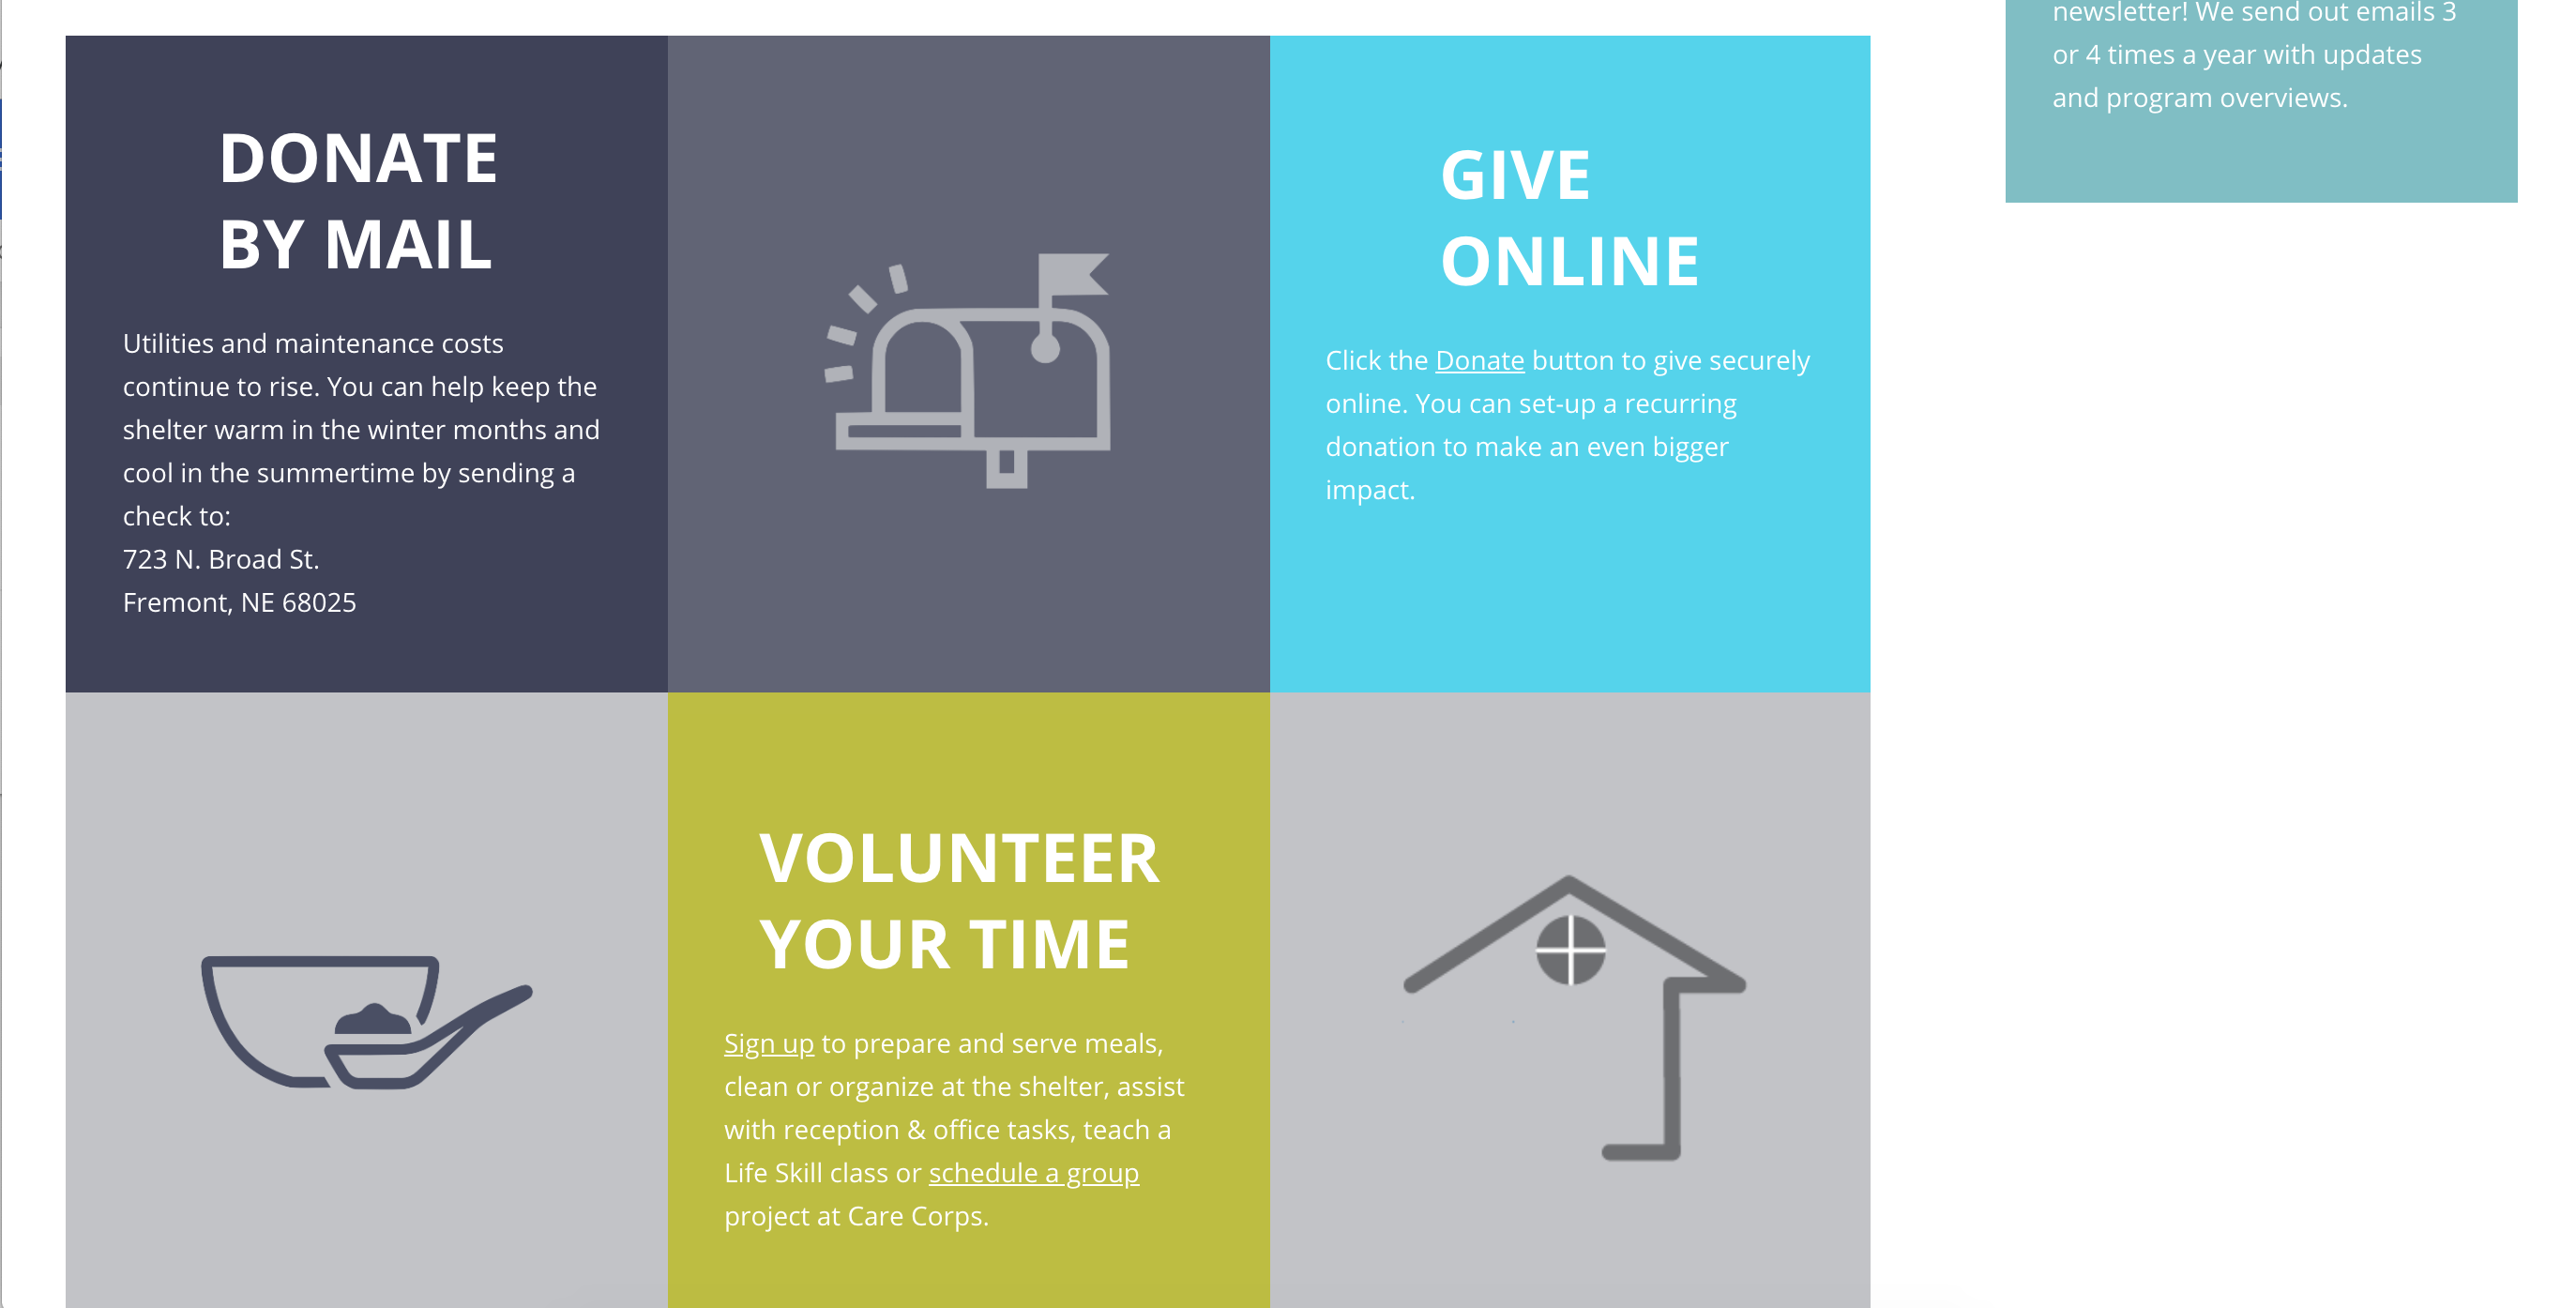 newsletter! We send out emails 3
or 4 times a year with updates
and program overviews.
DONATE
BY MAIL
Utilities and maintenance costs
continue to rise. You can help keep the
shelter warm in the winter months and
cool in the summertime by sending a
check to:
723 N. Broad St.
Fremont, NE 68025
GIVE
ONLINE
Click the Donate button to give securely
online. You can set-up a recurring
donation to make an even bigger
impact.
VOLUNTEER
YOUR TIME
Sign up to prepare and serve meals,
clean or organize at the shelter, assist
with reception & office tasks, teach a
Life Skill class or schedule a group
project at Care Corps.